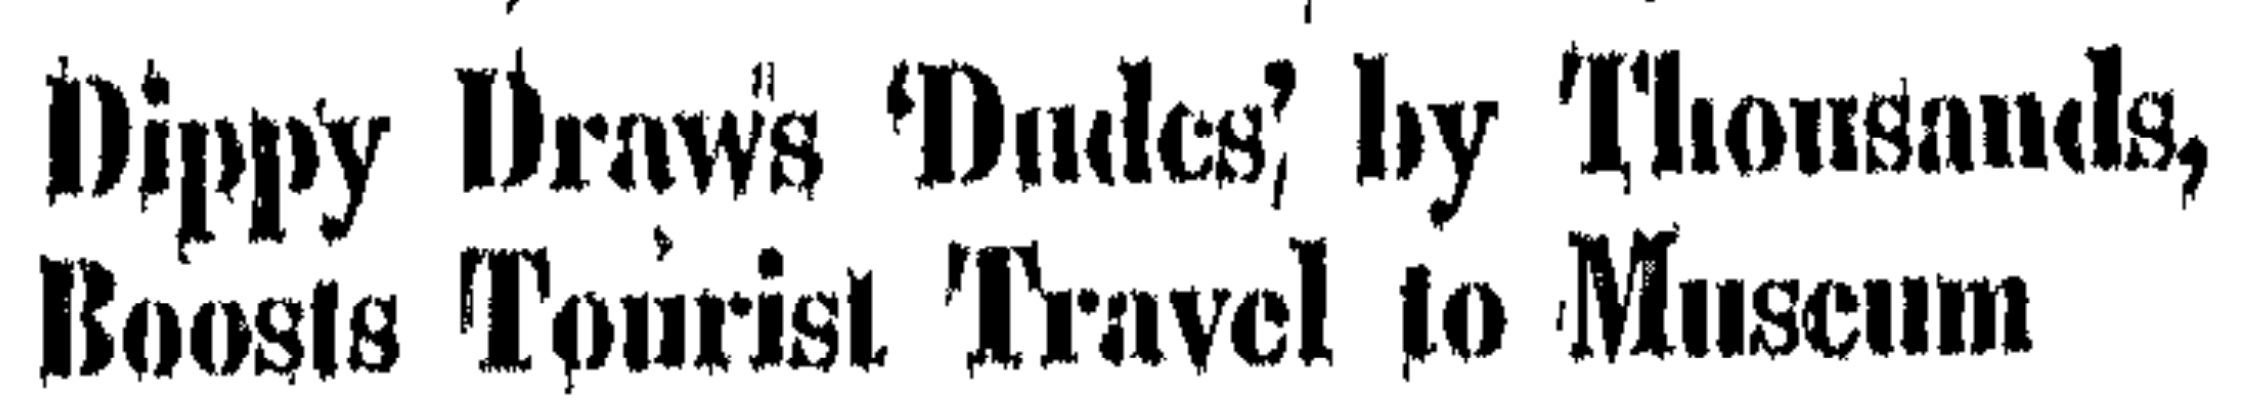 Dippy Draws ‘Dudes,’ by Thousands,
Boosts Tourist Travel to Museum